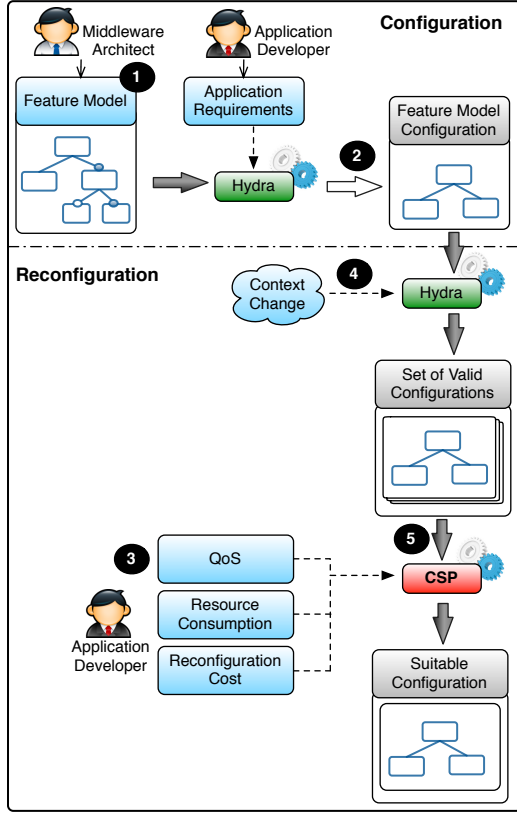 Middleware
Architect
Application
Developer
Configuration
1
Feature Model
Application
Requirements
Hydra
2
Feature Model
Configuration
Reconfiguration
Context
Change
4
Hydra
Set of Valid
Configurations
5
3
QoS
CSP
Resource
Consumption
Application
Developer
Reconfiguration
Cost
Suitable
Configuration